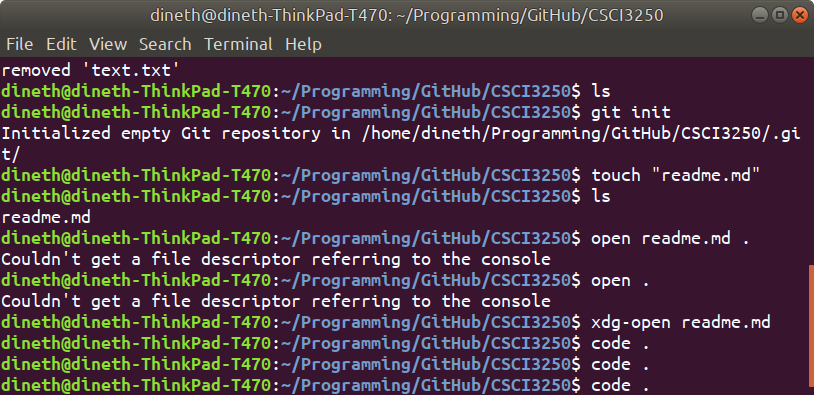 dineth@dineth-ThinkPad-T470: ~/Programming/GitHub/CSCI3250
File Edit View Search Terminal Help
removed 'text.txt'
dineth@dineth-ThinkPad-T470:~/Programming/GitHub/CSCI3250$ ls
dineth@dineth-ThinkPad-T470:~/Programming/GitHub/CSCI3250$ git init
Initialized empty Git repository in /home/dineth/Programming/GitHub/CSCI3250/.gi
t/
dineth@dineth-ThinkPad-T470:~/Programming/GitHub/CSCI3250$ touch "readme.md"
dineth@dineth-ThinkPad-T470:~/Programming/GitHub/CSCI3250$ ls
readme.md
dineth@dineth-ThinkPad-T470:~/Programming/GitHub/CSCI3250$ open readme.md .
Couldn't get a file descriptor referring to the console
dineth@dineth-ThinkPad-T470:~/Programming/GitHub/CSCI3250$ open .
Couldn't get a file descriptor referring to the console
dineth@dineth-ThinkPad-T470:~/Programming/GitHub/CSCI3250$ xdg-open readme.md
dineth@dineth-ThinkPad-T470:~/Programming/GitHub/CSCI3250$ code .
dineth@dineth-ThinkPad-T470:~/Programming/GitHub/CSCI3250$ code .
dineth@dineth-ThinkPad-T470:~/Programming/GitHub/CSCI3250$ code .